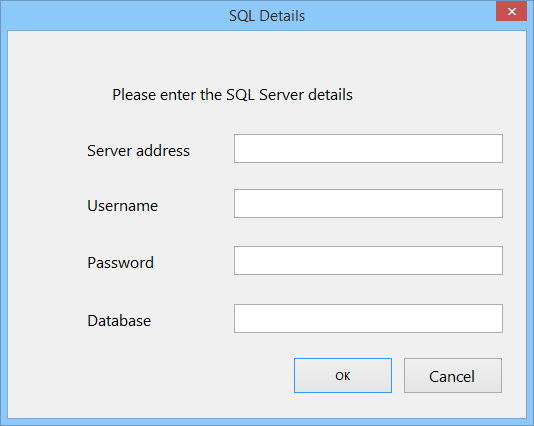 SQL Details
Please enter the SQL Server details
Server address
Username
Password
Database
OK Cancel